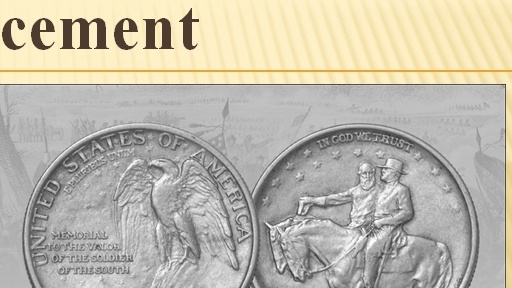 cement
UNITED STATES OF AMERICA
E PLURIBUS UNUM
MEMORIAL
TO THE VALOR
OF THE SOLDIER
OF THE SOUTH
IN GOD WE TRUST